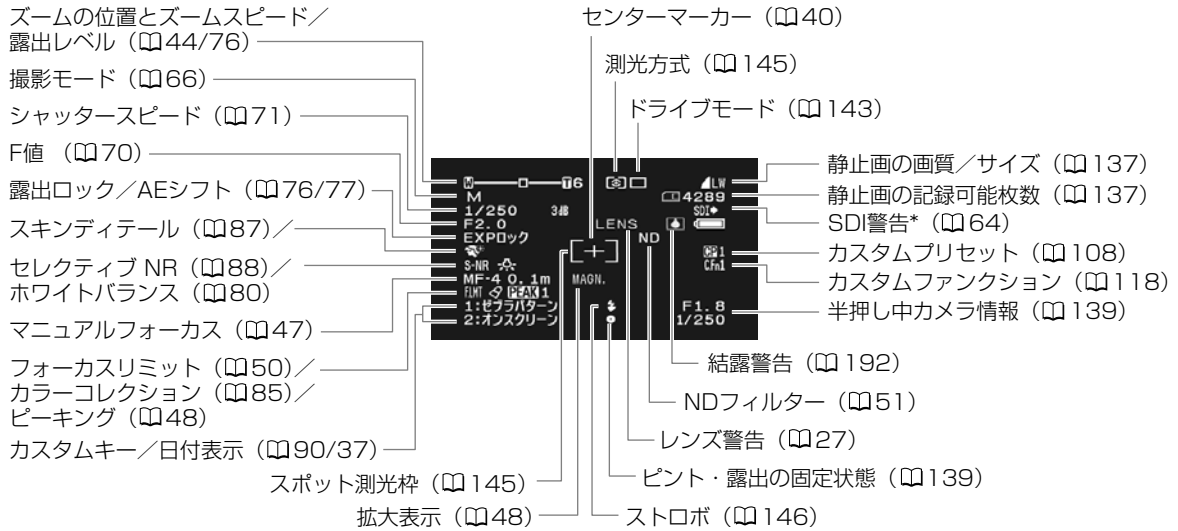 ズームの位置とズームスピード／
露出レベル（44/76）
撮影モード（66）
シャッタースピード（71）
F値 （70）
露出ロック／AEシフト（76/77）
スキンディテール（87）／
セレクティブ NR（88）／
ホワイトバランス（80）
マニュアルフォーカス（47）
フォーカスリミット（50）／
カラーコレクション（85）／
ピーキング（48）
カスタムキー／日付表示（90/37）
スポット測光枠（145）
拡大表示（48）
センターマーカー（40）
測光方式（145）
ドライブモード（143）
W T6
M
1/250 3dB
F2.0
EXPロック
S-NR
MF-4 0.1m
FLMT PEAK 1
1:ゼブラパターン
2:オンスクリーン
LENS
ND
MAGN.
LW
4289
SDI
CP1
CFn1
F1.8
1/250
静止画の画質／サイズ（137）
静止画の記録可能枚数（137）
SDI警告*（64）
カスタムプリセット（108）
カスタムファンクション（118）
半押し中カメラ情報（139）
結露警告（192）
NDフィルター（51）
レンズ警告（27）
ピント・露出の固定状態（139）
ストロボ（146）